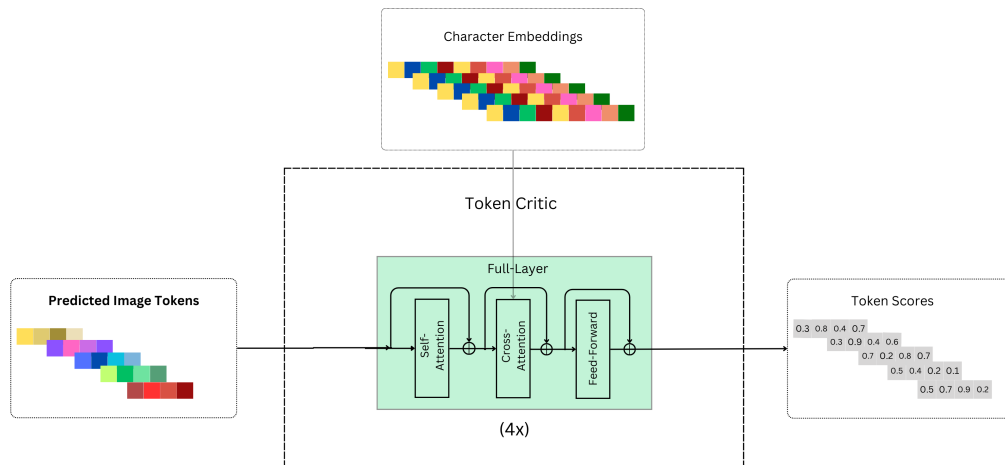 Character Embeddings
Token Critic
Full-Layer
Predicted Image Tokens
Self-
Attention
Cross-
Attention
Feed-Forward
(4x)
Token Scores
0.3 0.8 0.4 0.7
0.3 0.9 0.4 0.6
0.7 0.2 0.8 0.7
0.5 0.4 0.2 0.1
0.5 0.7 0.9 0.2